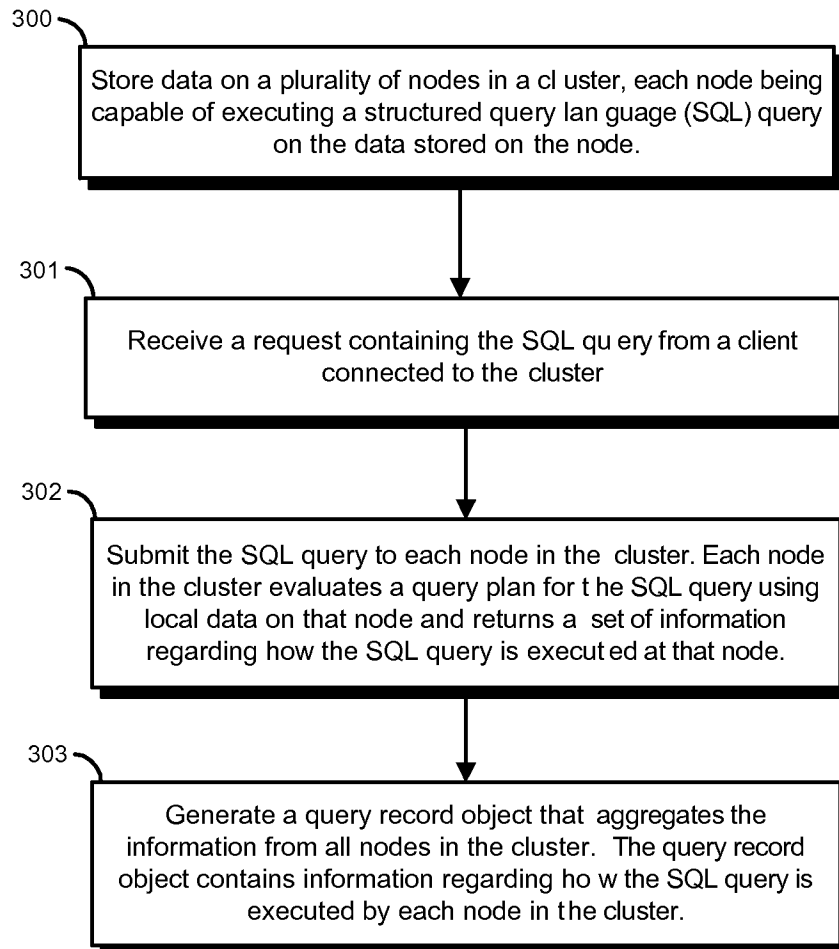 300
Store data on a plurality of nodes in a cl uster, each node being
capable of executing a structured query lan guage (SQL) query
on the data stored on the node.
301
Receive a request containing the SQL qu ery from a client
connected to the cluster
302
Submit the SQL query to each node in the cluster. Each node
in the cluster evaluates a query plan for t he SQL query using
local data on that node and returns a set of information
regarding how the SQL query is execut ed at that node.
303
Generate a query record object that aggregates the
information from all nodes in the cluster. The query record
object contains information regarding ho w the SQL query is
executed by each node in the cluster.